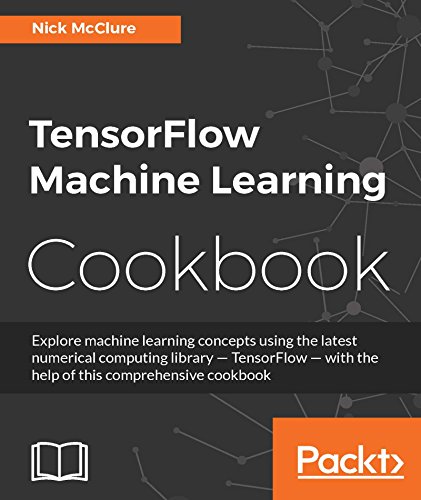 Nick McClure
TensorFlow
Machine Learning
Cookbook
Explore machine learning concepts using the latest
numerical computing library — TensorFlow — with the
help of this comprehensive cookbook
Packt>